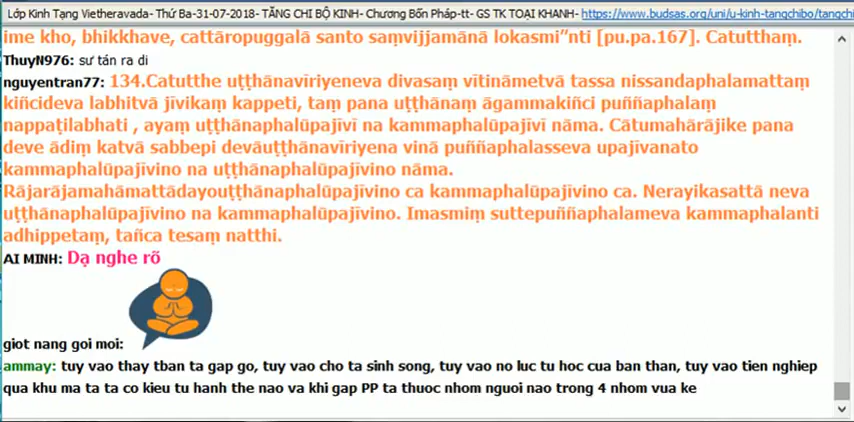 Lớp Kinh Tạng Vietheravada- Thứ Ba-31-07-2018- TĂNG CHI BỘ KINH- Chương Bốn Pháp-tt- GS TK TOẠI KHANH- https://www.budsas.org/uni/u-kinh-tangchibo/tangchi
ime kho, bhikkhave, cattāropuggalā santo saṃvijjamānā lokasmi”nti [pu.pa.167]. Catutthaṃ.
ThuyN976: sư tán ra di
nguyentran77: 134.Catutthe uṭṭhānavīriyeneva divasaṃ vītināmetvā tassa nissandaphalamattaṃ
kiñcideva labhitvā jīvikaṃ kappeti, taṃ pana uṭṭhānaṃ āgammakiñci puññaphalaṃ
nappaṭilabhati , ayaṃ uṭṭhānaphalūpajīvī na kammaphalūpajīvī nāma. Cātumahārājike pana
deve ādiṃ katvā sabbepi devāuṭṭhānavīriyena vinā puññaphalasseva upajīvanato
kammaphalūpajīvino na uṭṭhānaphalūpajīvino nāma.
Rājarājamahāmattādayouṭṭhānaphalūpajīvino ca kammaphalūpajīvino ca. Nerayikasattā neva
uṭṭhānaphalūpajīvino na kammaphalūpajīvino. Imasmiṃ suttepuññaphalameva kammaphalanti
adhippetaṃ, tañca tesaṃ natthi.
AI MINH: Dạ nghe rõ
giot nang goi moi:
ammay: tuy vao thay tban ta gap go, tuy vao cho ta sinh song, tuy vao no luc tu hoc cua ban than, tuy vao tien nghiep
qua khu ma ta ta co kieu tu hanh the nao va khi gap PP ta thuoc nhom nguoi nao trong 4 nhom vua ke